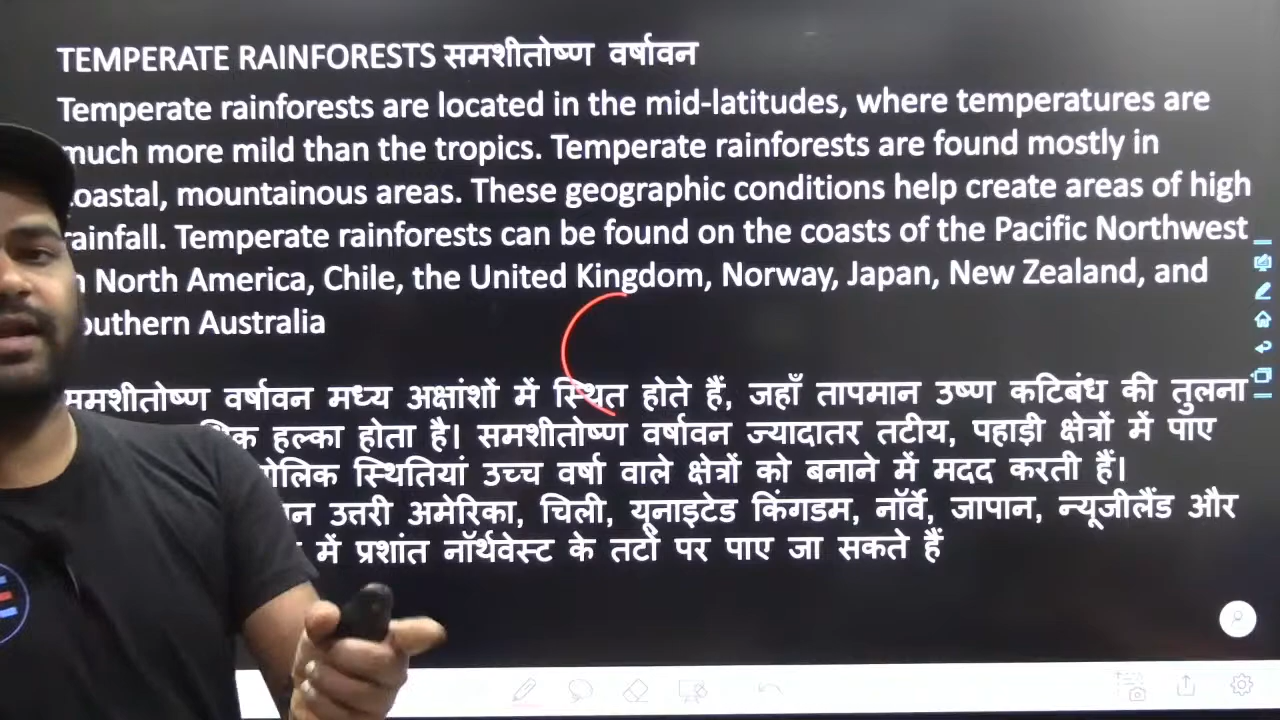 TEMPERATE RAINFORESTS समशीतोष्ण वर्षावन
Temperate rainforests are located in the mid-latitudes, where temperatures are
much more mild than the tropics. Temperate rainforests are found mostly in
coastal, mountainous areas. These geographic conditions help create areas of high
rainfall. Temperate rainforests can be found on the coasts of the Pacific Northwest
North America, Chile, the United Kingdom, Norway, Japan, New Zealand, and
outhern Australia
समशीतोष्ण वर्षावन मध्य अक्षांशों में स्थित होते हैं, जहाँ तापमान उष्ण कटिबंध की तुलना
हल्का होता है। समशीतोष्ण वर्षावन ज्यादातर तटीय, पहाड़ी क्षेत्रों में पाए
स्थितियां उच्च वर्षा वाले क्षेत्रों को बनाने में मदद करती हैं।
उत्तरी अमेरिका, चिली, यूनाइटेड किंगडम, नॉर्वे, जापान, न्यूजीलैंड और
में प्रशांत नॉर्थवेस्ट के तटों पर पाए जा सकते हैं